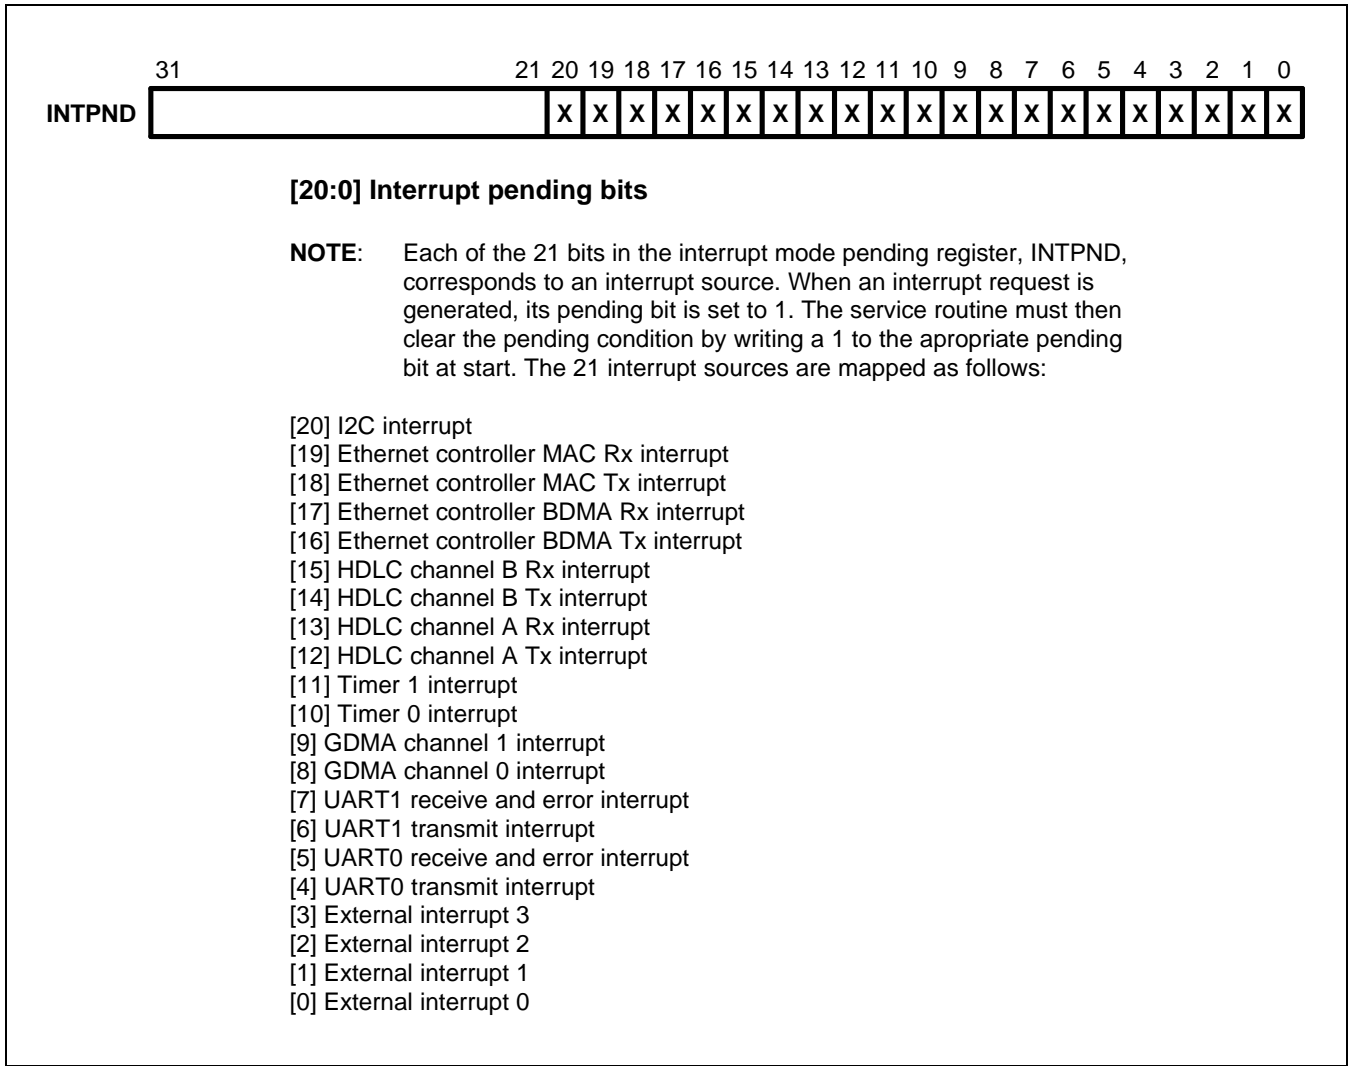 31 21 20 19 18 17 16 15 14 13 12 11 10 9 8 7 6 5 4 3 2 1 0
INTPND X X X X X X X X X X X X X X X X X X X X X
[20:0] Interrupt pending bits
NOTE: Each of the 21 bits in the interrupt mode pending register, INTPND,
corresponds to an interrupt source. When an interrupt request is
generated, its pending bit is set to 1. The service routine must then
clear the pending condition by writing a 1 to the apropriate pending
bit at start. The 21 interrupt sources are mapped as follows:
[20] I2C interrupt
[19] Ethernet controller MAC Rx interrupt
[18] Ethernet controller MAC Tx interrupt
[17] Ethernet controller BDMA Rx interrupt
[16] Ethernet controller BDMA Tx interrupt
[15] HDLC channel B Rx interrupt
[14] HDLC channel B Tx interrupt
[13] HDLC channel A Rx interrupt
[12] HDLC channel A Tx interrupt
[11] Timer 1 interrupt
[10] Timer 0 interrupt
[9] GDMA channel 1 interrupt
[8] GDMA channel 0 interrupt
[7] UART1 receive and error interrupt
[6] UART1 transmit interrupt
[5] UART0 receive and error interrupt
[4] UART0 transmit interrupt
[3] External interrupt 3
[2] External interrupt 2
[1] External interrupt 1
[0] External interrupt 0